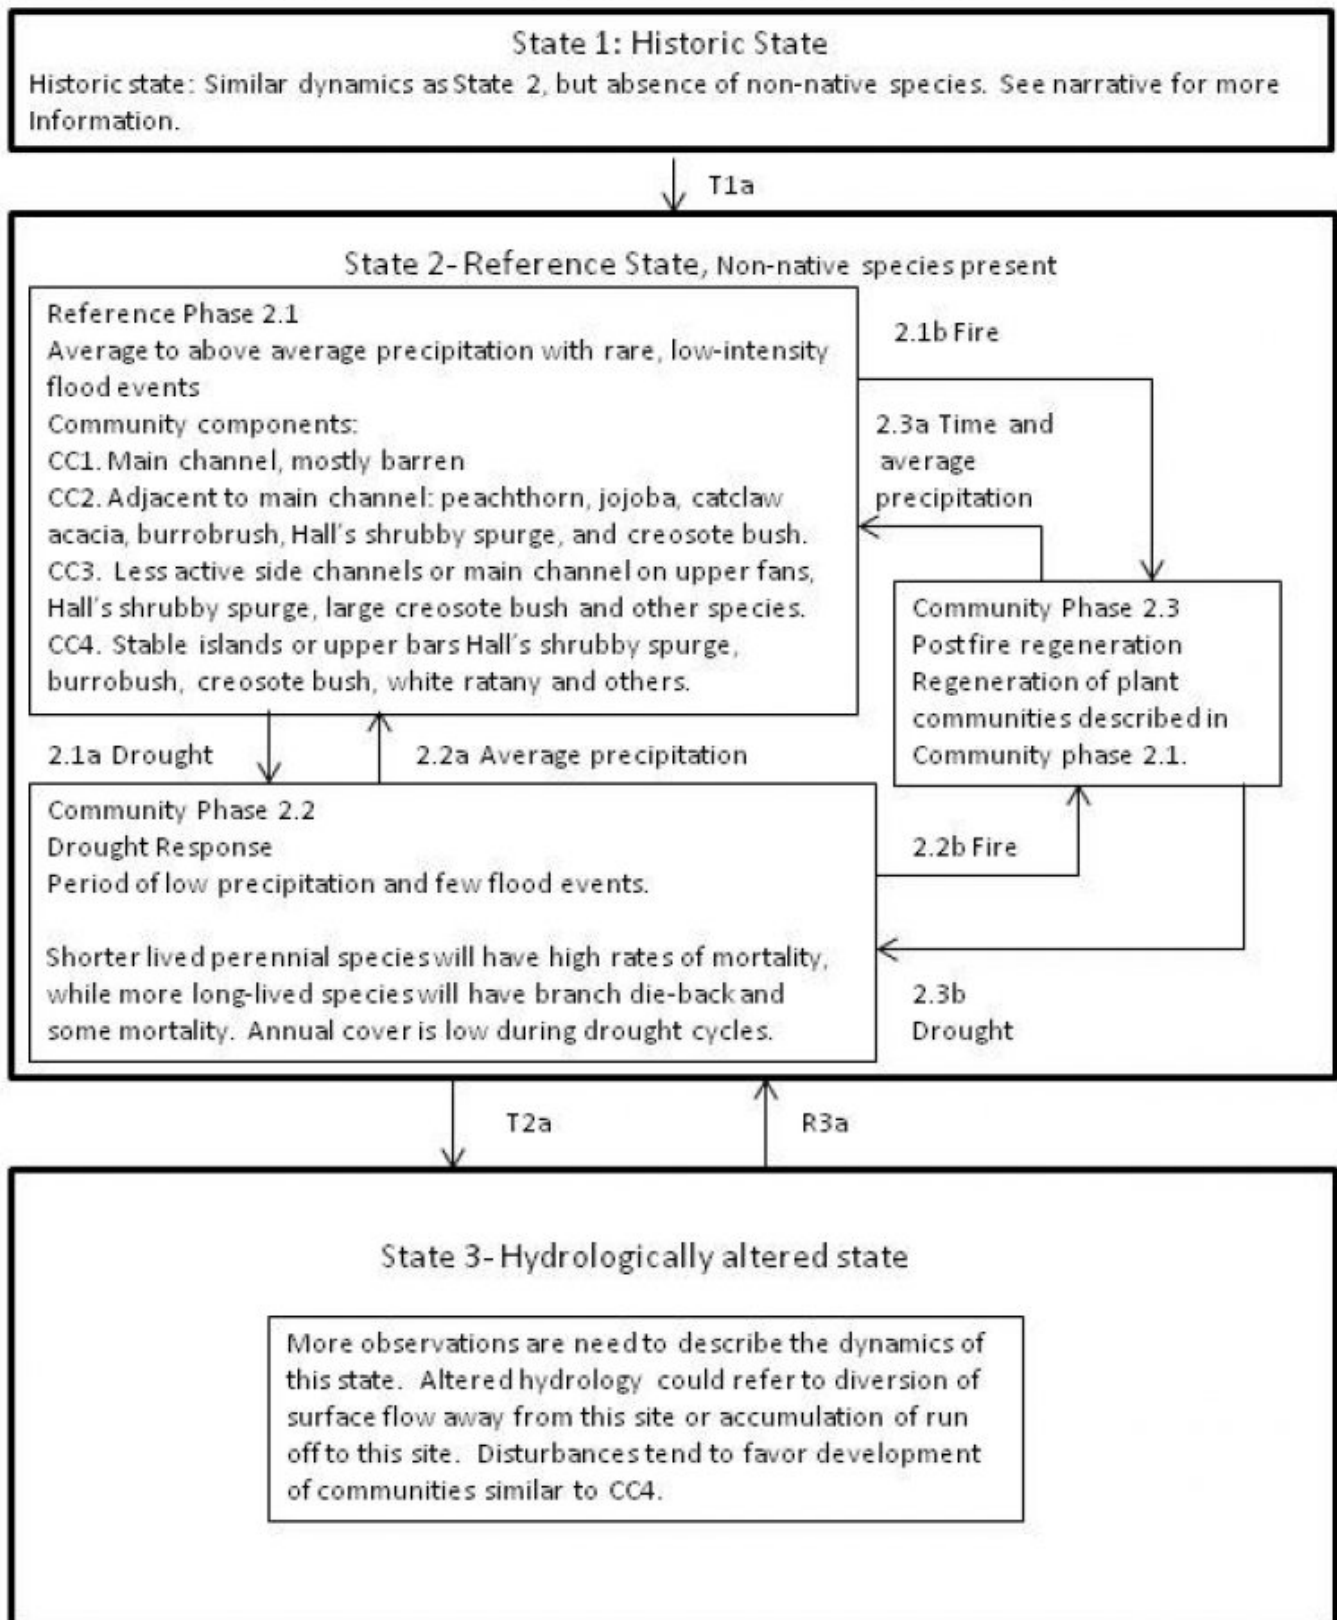 State 1: Historic State
Historic state: Similar dynamics as State 2, but absence of non-native species. See narrative for more
Information.
T1a
State 2- Reference State, Non-native species present
Reference Phase 2.1
Average to above average precipitation with rare, low-intensity
flood events
Community components:
CC1. Main channel, mostly barren
CC2. Adjacent to main channel: peachthorn, jojoba, catclaw
acacia, burrobrush, Hall's shrubby spurge, and creosote bush.
CC3. Less active side channels or main channel on upper fans,
Hall's shrubby spurge, large creosote bush and other species.
CC4. Stable islands or upper bars Hall's shrubby spurge,
burrobush, creosote bush, white ratany and others.
2.1b Fire
2.3a Time and
average
precipitation
Community Phase 2.3
Postfire regeneration
Regeneration of plant
communities described in
Community phase 2.1.
2.1a Drought
2.2a Average precipitation
Community Phase 2.2
Drought Response
Period of low precipitation and few flood events.
Shorter lived perennial species will have high rates of mortality,
while more long-lived species will have branch die-back and
some mortality. Annual cover is low during drought cycles.
2.2b Fire
2.3b
Drought
T2a
R3a
State 3- Hydrologically altered state
More observations are need to describe the dynamics of
this state. Altered hydrology could refer to diversion of
surface flow away from this site or accumulation of run
off to this site. Disturbances tend to favor development
of communities similar to CC4.